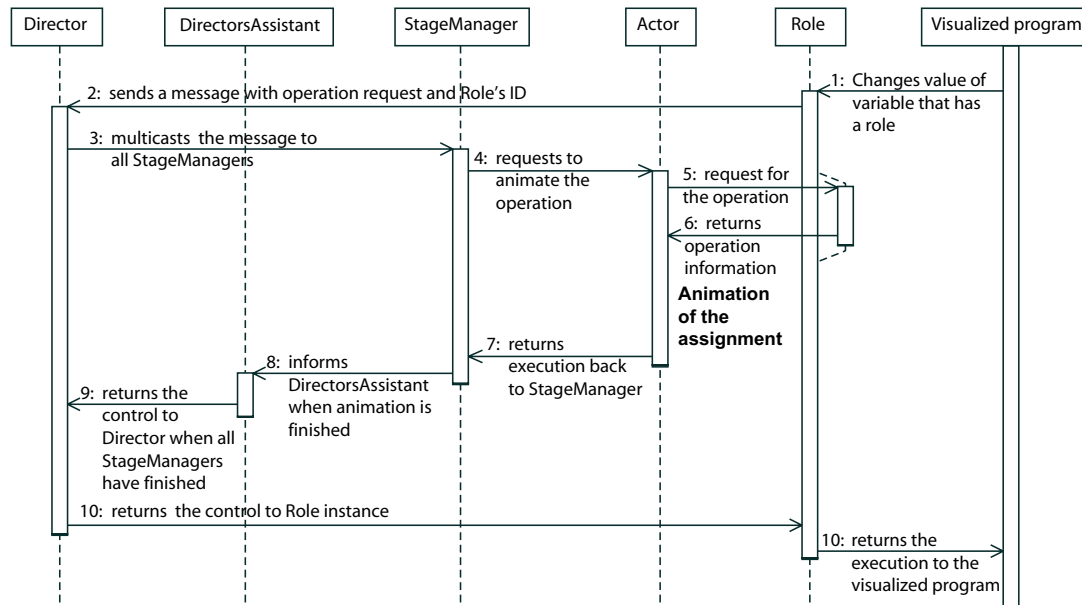 Director
DirectorsAssistant
StageManager
Actor
Role
Visualized program
1: Changes value of
variable that has
a role
2: sends a message with operation request and Role's ID
3: multicasts the message to
all StageManagers
4: requests to
animate the
operation
5: request for
the operation
6: returns
operation
information
Animation
of the
assignment
7: returns
execution back
to StageManager
8: informs
DirectorsAssistant
when animation is
finished
9: returns the
control to
Director when all
StageManagers
have finished
10: returns the control to Role instance
10: returns the
execution to the
visualized program